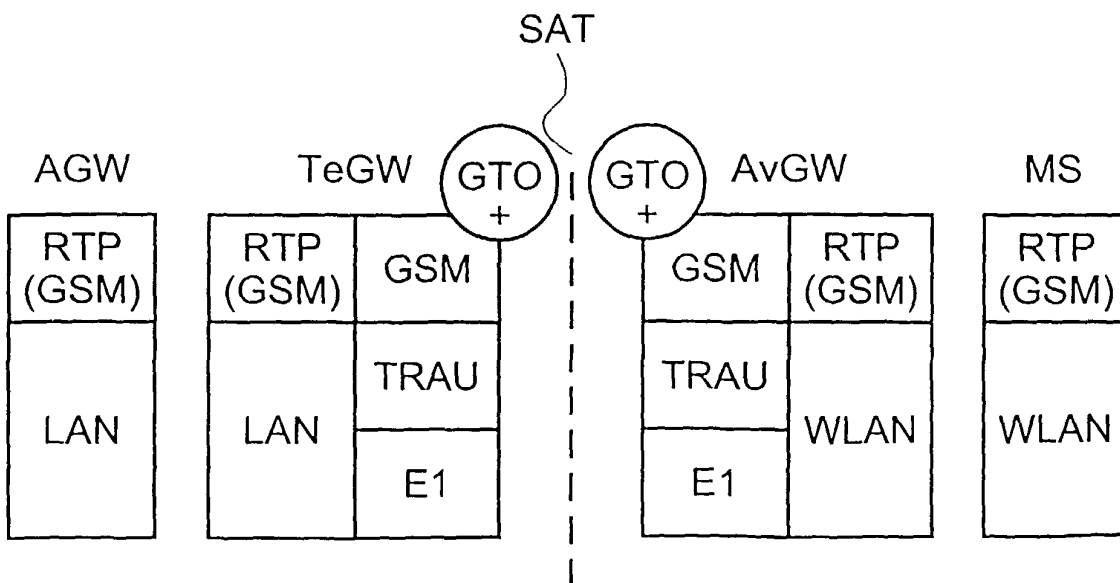 SAT
AGW
TeGW
GTO
+
GTO
+
AvGW
MS
RTP
(GSM)
RTP
(GSM)
GSM
GSM
RTP
(GSM)
RTP
(GSM)
LAN
LAN
TRAU
TRAU
WLAN
WLAN
E1
E1